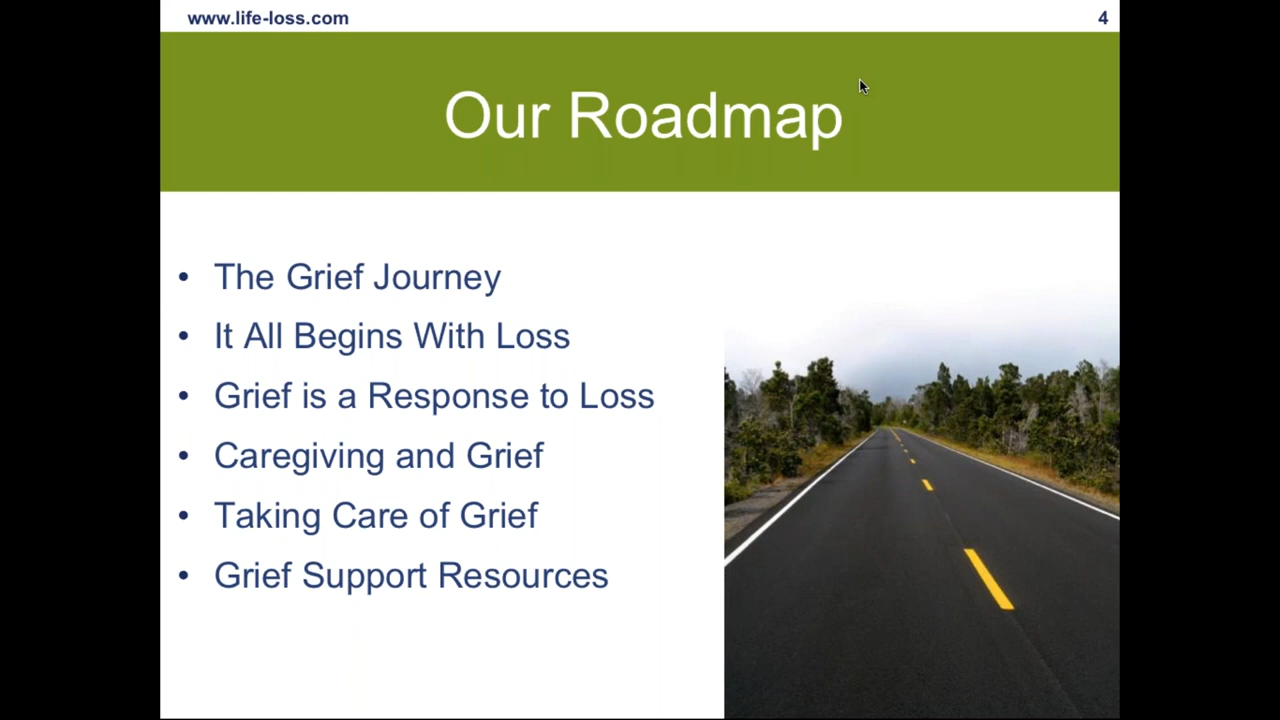 www.life-loss.com
4
Our Roadmap
• The Grief Journey
• It All Begins With Loss
• Grief is a Response to Loss
• Caregiving and Grief
• Taking Care of Grief
• Grief Support Resources